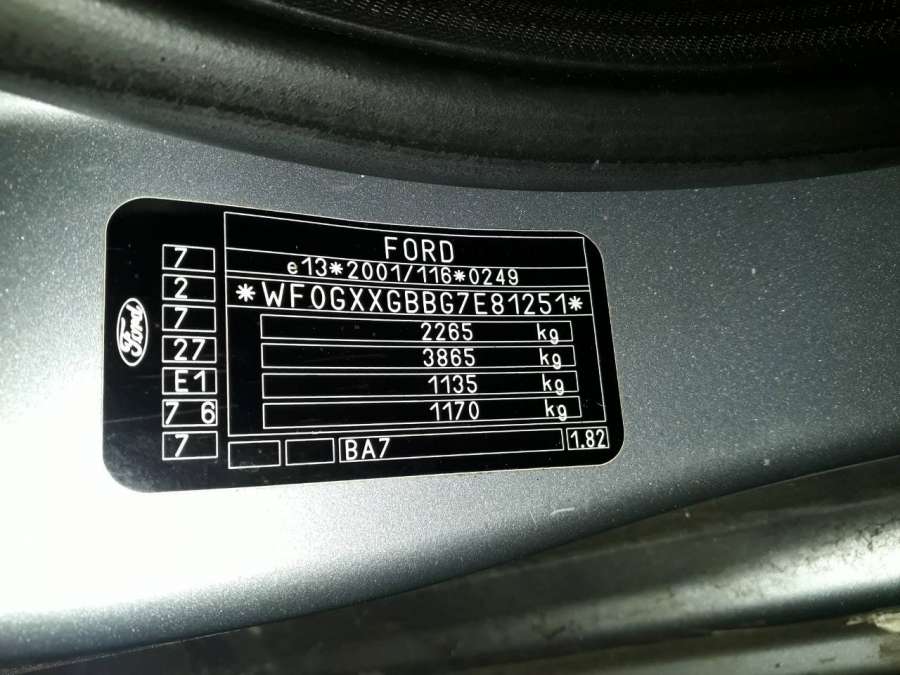 FORD
e13*2001/116*0249
*WF0GXXGBBG7E81251*
2265 kg
3865 kg
1135 kg
1170 kg
BA7 1.82
7
2
7
27
E1
7 6
7
Ford